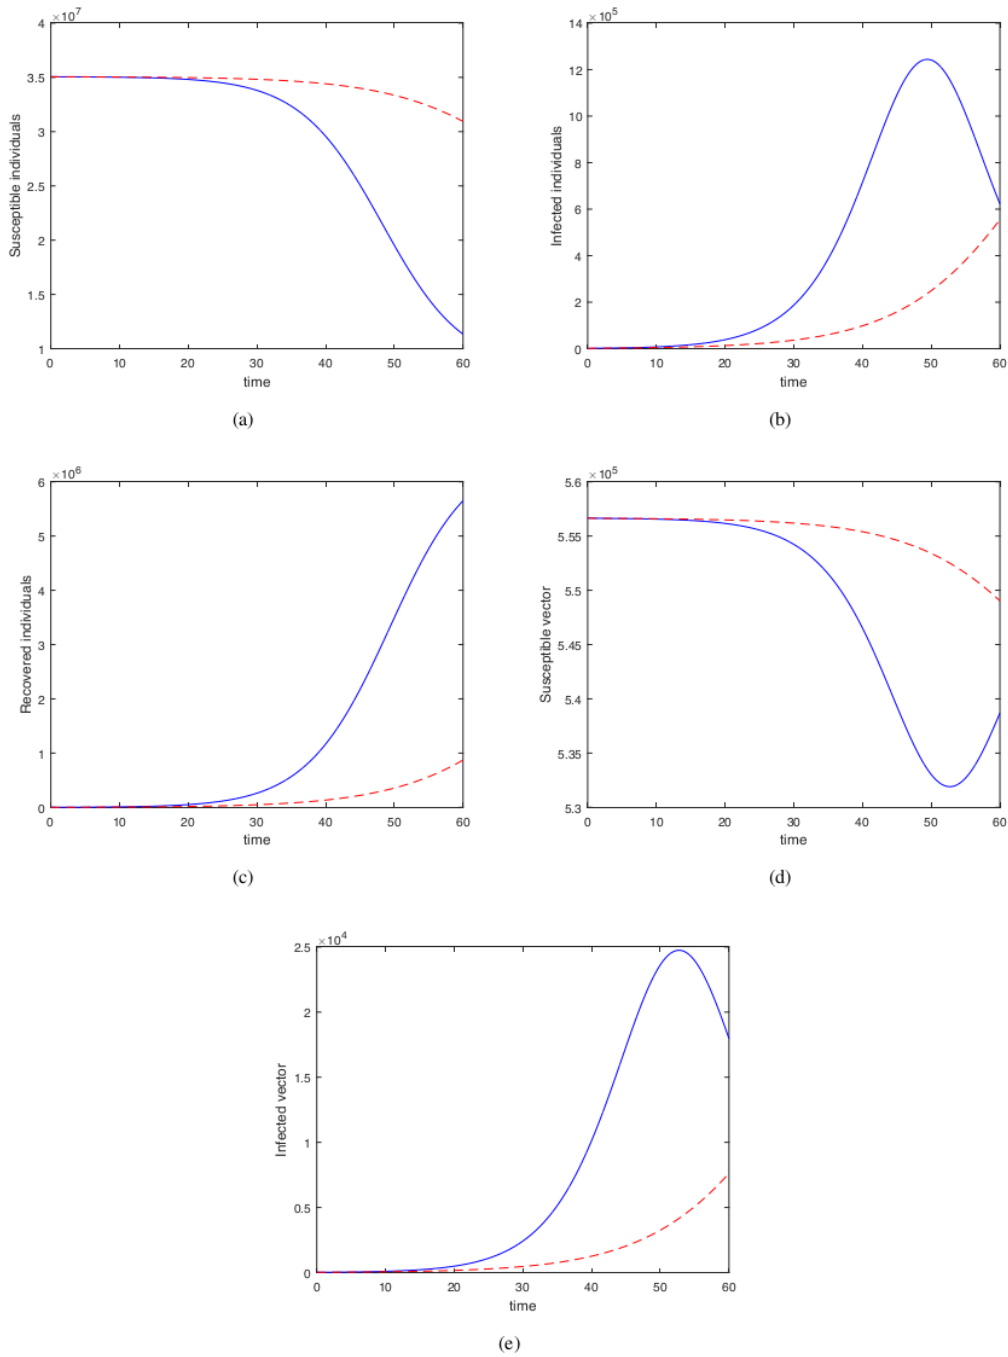 ×10^7
4
3.5
3
2.5
2
1.5
1
0 10 20 30 40 50 60
time
Susceptible individuals
(a)
×10^5
14
12
10
8
6
4
2
0
0 10 20 30 40 50 60
time
Infected individuals
(b)
×10^6
6
5
4
3
2
1
0
0 10 20 30 40 50 60
time
Recovered individuals
(c)
×10^5
5.6
5.55
5.5
5.45
5.4
5.35
5.3
0 10 20 30 40 50 60
time
Susceptible vector
(d)
×10^4
2.5
2
1.5
1
0.5
0
0 10 20 30 40 50 60
time
Infected vector
(e)